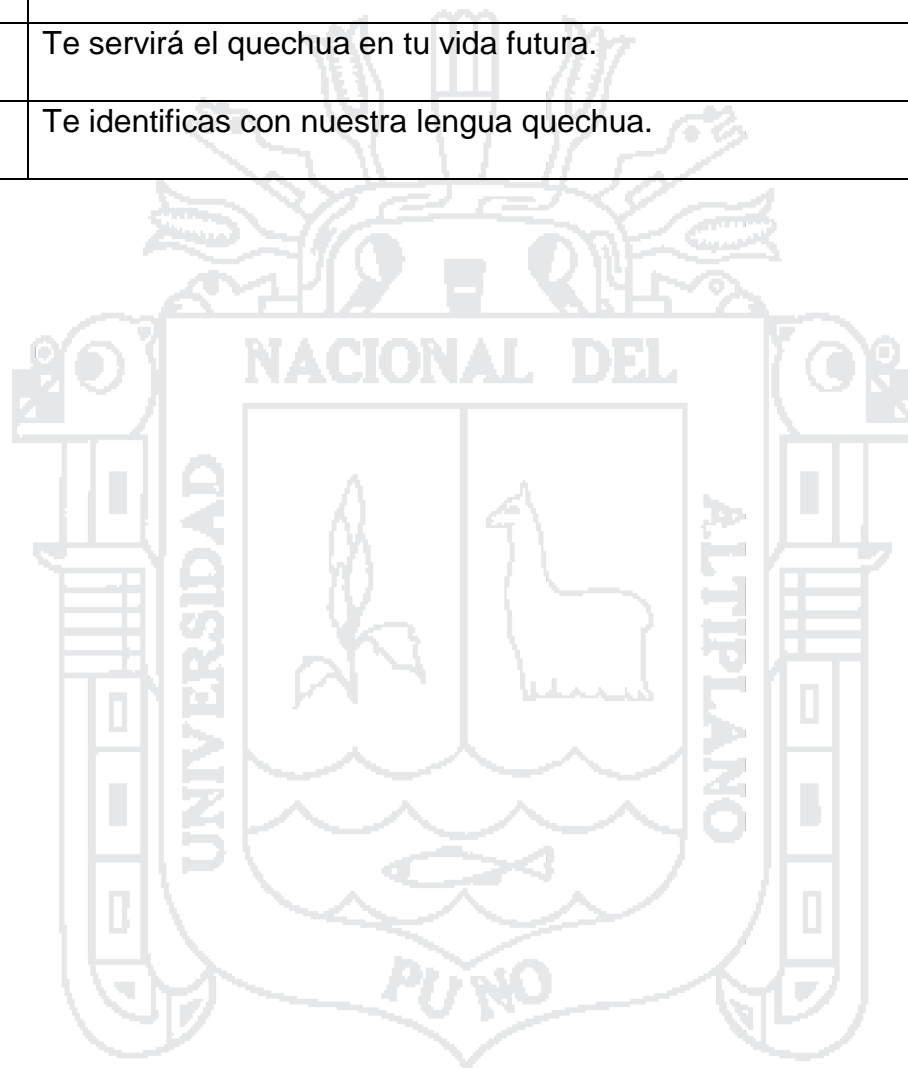 Te servirá el quechua en tu vida futura.
Te identificas con nuestra lengua quechua.
NACIONAL DEL
UNIVERSIDAD
ALTIPLANO
PUNO